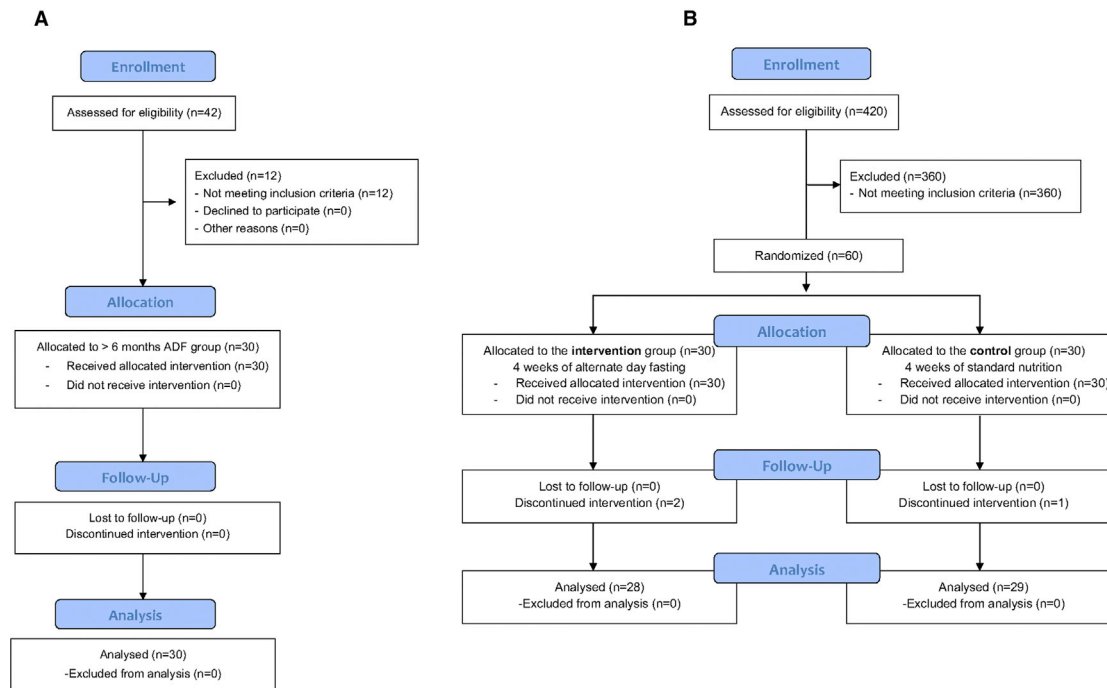 A
Enrollment
Assessed for eligibility (n=42)
Excluded (n=12)
- Not meeting inclusion criteria (n=12)
- Declined to participate (n=0)
- Other reasons (n=0)
Allocation
Allocated to > 6 months ADF group (n=30)
- Received allocated intervention (n=30)
- Did not receive intervention (n=0)
Follow-Up
Lost to follow-up (n=0)
Discontinued intervention (n=0)
Analysis
Analysed (n=30)
-Excluded from analysis (n=0)
B
Enrollment
Assessed for eligibility (n=420)
Excluded (n=360)
- Not meeting inclusion criteria (n=360)
Randomized (n=60)
Allocation
Allocated to the intervention group (n=30)
4 weeks of alternate day fasting
- Received allocated intervention (n=30)
- Did not receive intervention (n=0)
Allocated to the control group (n=30)
4 weeks of standard nutrition
- Received allocated intervention (n=30)
- Did not receive intervention (n=0)
Follow-Up
Lost to follow-up (n=0)
Discontinued intervention (n=2)
Lost to follow-up (n=0)
Discontinued intervention (n=1)
Analysis
Analysed (n=28)
-Excluded from analysis (n=0)
Analysed (n=29)
-Excluded from analysis (n=0)